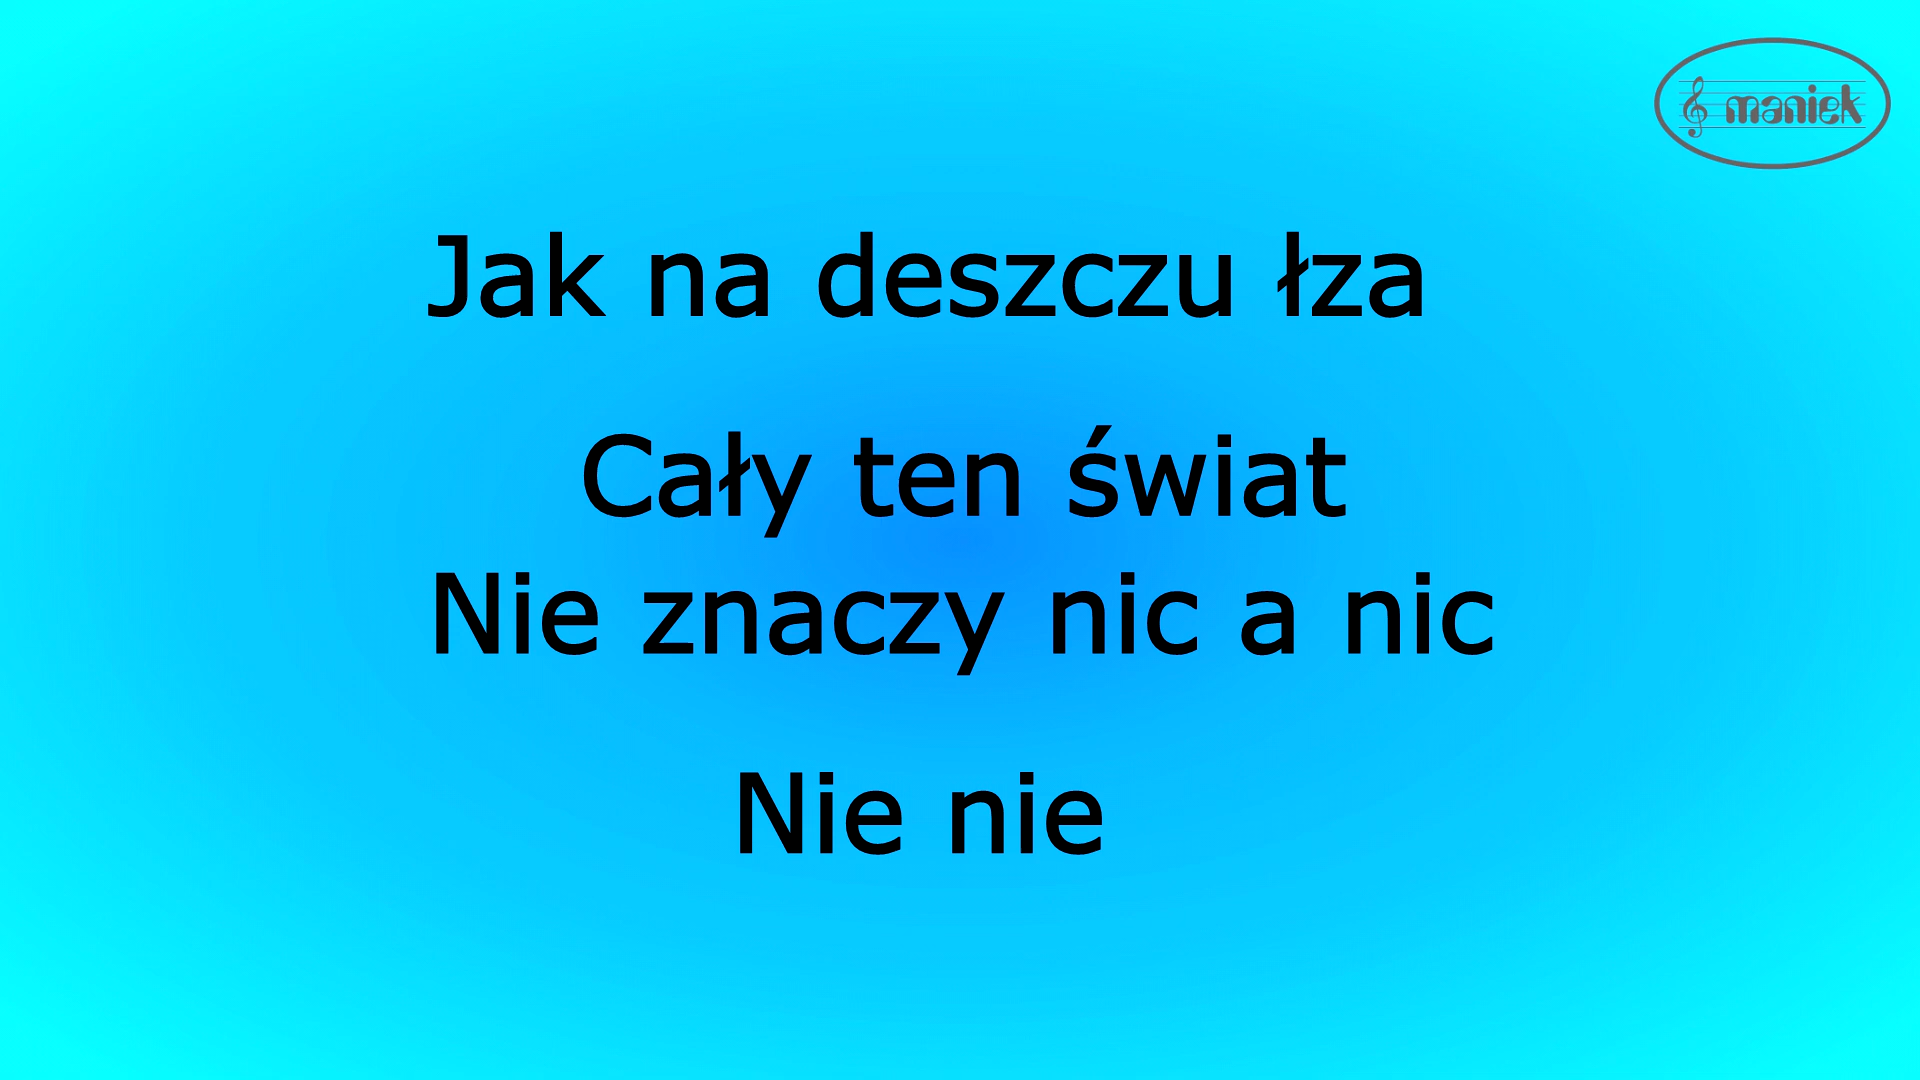 maniek
Jak na deszczu łza
Cały ten świat
Nie znaczy nic a nic
Nie nie